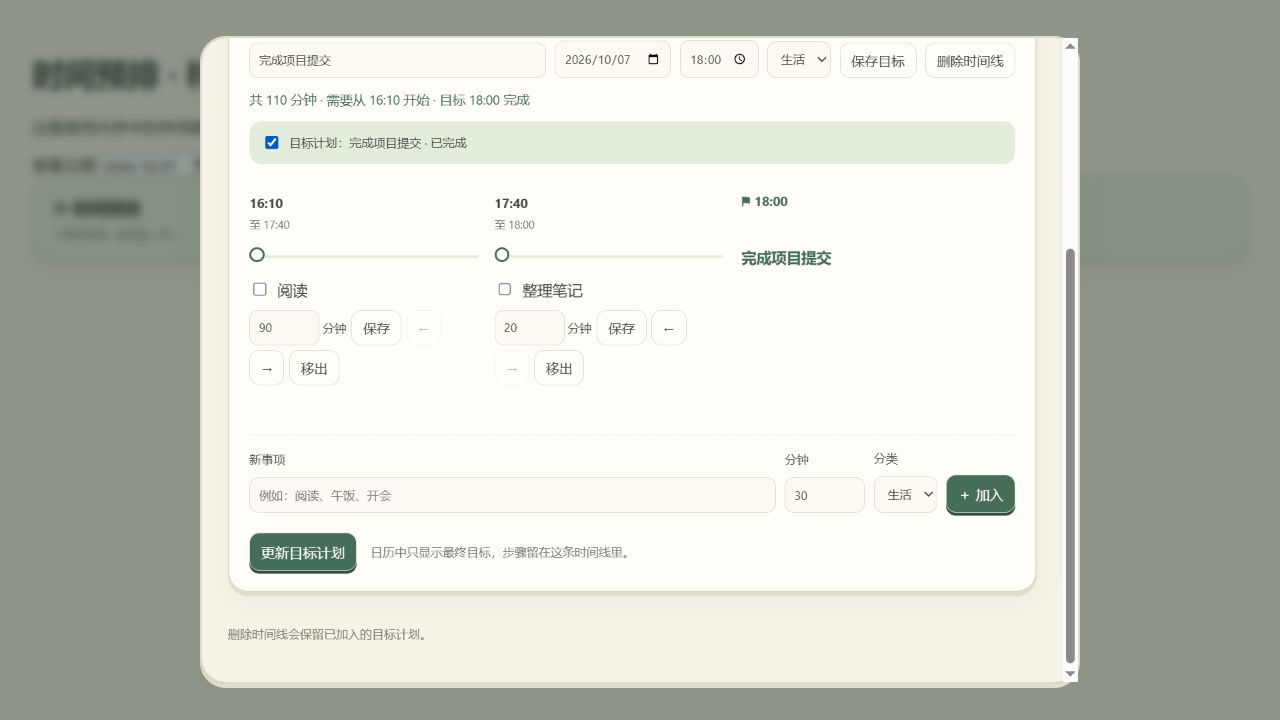 时间预排
完成项目提交 2026/10/07 18:00 生活 保存目标 删除时间线
共 110 分钟 · 需要从 16:10 开始 · 目标 18:00 完成
目标计划：完成项目提交 · 已完成
16:10
至 17:40
阅读
90 分钟 保存 ←
→ 移出
17:40
至 18:00
整理笔记
20 分钟 保存 ←
→ 移出
18:00
完成项目提交
新事项 分钟 分类
例如：阅读、午饭、开会 30 生活 + 加入
更新目标计划 日历中只显示最终目标，步骤留在这条时间线里。
删除时间线会保留已加入的目标计划。